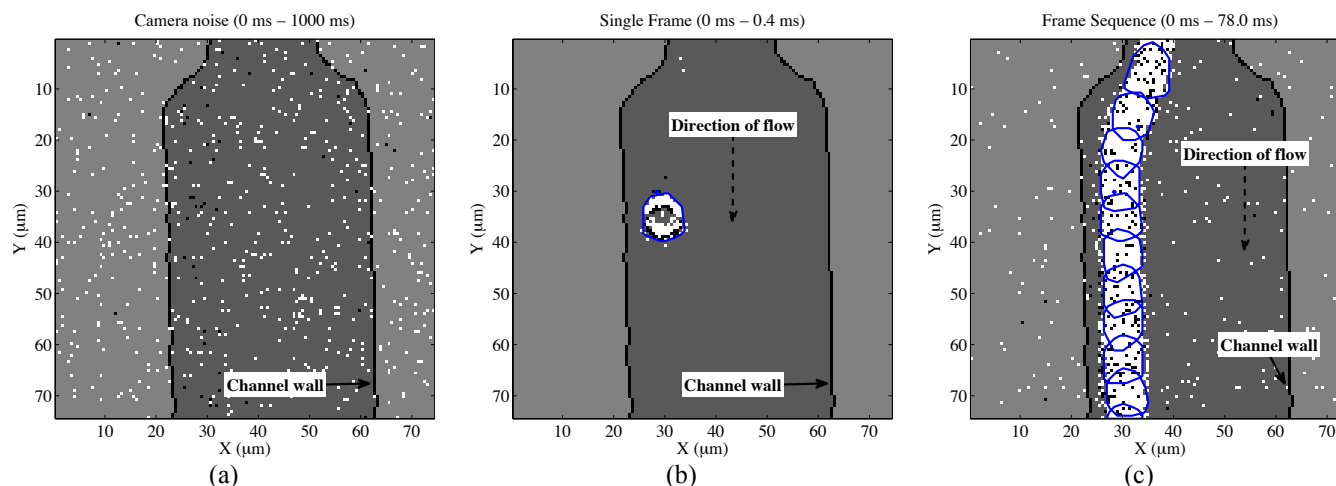 Camera noise (0 ms – 1000 ms)
10
20
30
40
50
60
70
Y (μm)
Channel wall
10 20 30 40 50 60 70
X (μm)
(a)
Single Frame (0 ms – 0.4 ms)
10
20
30
40
50
60
70
Y (μm)
Direction of flow
Channel wall
10 20 30 40 50 60 70
X (μm)
(b)
Frame Sequence (0 ms – 78.0 ms)
10
20
30
40
50
60
70
Y (μm)
Direction of flow
Channel wall
10 20 30 40 50 60 70
X (μm)
(c)